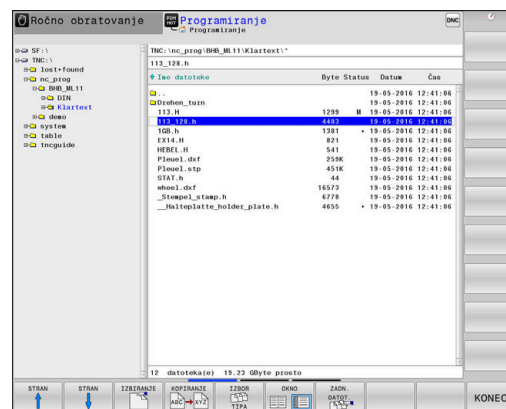 Ročno obratovanje
PGM MGT Programiranje
Programiranje
DNC
SF:\
TNC:\
lost+found
nc_prog
BHB_ML11
DIN
Klartext
demo
system
table
tncguide
TNC:\nc_prog\BHB_ML11\Klartext\*
113_128.h
Ime datoteke Byte Status Datum Čas
.. 19-05-2016 12:41:06
Drehen_turn 19-05-2016 12:41:06
113.H 1299 M 19-05-2016 12:41:06
113_128.h 4483 19-05-2016 12:41:06
1GB.h 1381 + 19-05-2016 12:41:06
EX14.H 821 19-05-2016 12:41:06
HEBEL.H 541 19-05-2016 12:41:06
Pleuel.dxf 259K 19-05-2016 12:41:06
Pleuel.stp 451K 19-05-2016 12:41:06
STAT.h 44 19-05-2016 12:41:06
wheel.dxf 16573 19-05-2016 12:41:06
_Stempel_stamp.h 6778 19-05-2016 12:41:06
__Halteplatte_holder_plate.h 4655 + 19-05-2016 12:41:06
12 datoteka(e) 19.23 GByte prosto
STRAN
STRAN
IZBIRANJE
KOPIRANJE
ABC XYZ
IZBOR
TIPA
OKNO
ZADN.
DATOT.
KONEC